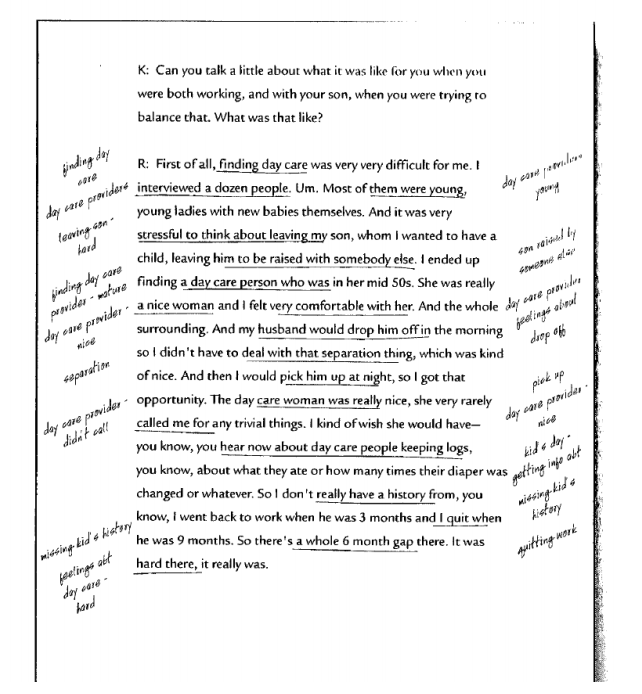 K: Can you talk a little about what it was like for you when you
were both working, and with your son, when you were trying to
balance that. What was that like?
R: First of all, finding day care was very very difficult for me. I
interviewed a dozen people. Um. Most of them were young,
young ladies with new babies themselves. And it was very
stressful to think about leaving my son, whom I wanted to have a
child, leaving him to be raised with somebody else. I ended up
finding a day care person who was in her mid 50s. She was really
a nice woman and I felt very comfortable with her. And the whole
surrounding. And my husband would drop him off in the morning
so I didn't have to deal with that separation thing, which was kind
of nice. And then I would pick him up at night, so I got that
opportunity. The day care woman was really nice, she very rarely
called me for any trivial things. I kind of wish she would have—
you know, you hear now about day care people keeping logs,
you know, about what they ate or how many times their diaper was
changed or whatever. So I don't really have a history from, you
know, I went back to work when he was 3 months and I quit when
he was 9 months. So there's a whole 6 month gap there. It was
hard there, it really was.
finding day
care
day care providers
leaving son -
hard
finding day care
provider - mature
day care provider -
nice
separation
day care provider -
didn't call
missing kid's history
feelings abt
day care -
hard
day care providers
young
son raised by
someone else
day care provider
feelings about
drop off
pick up
day care provider -
nice
kid's day -
getting info abt
missing kid's
history
quitting work